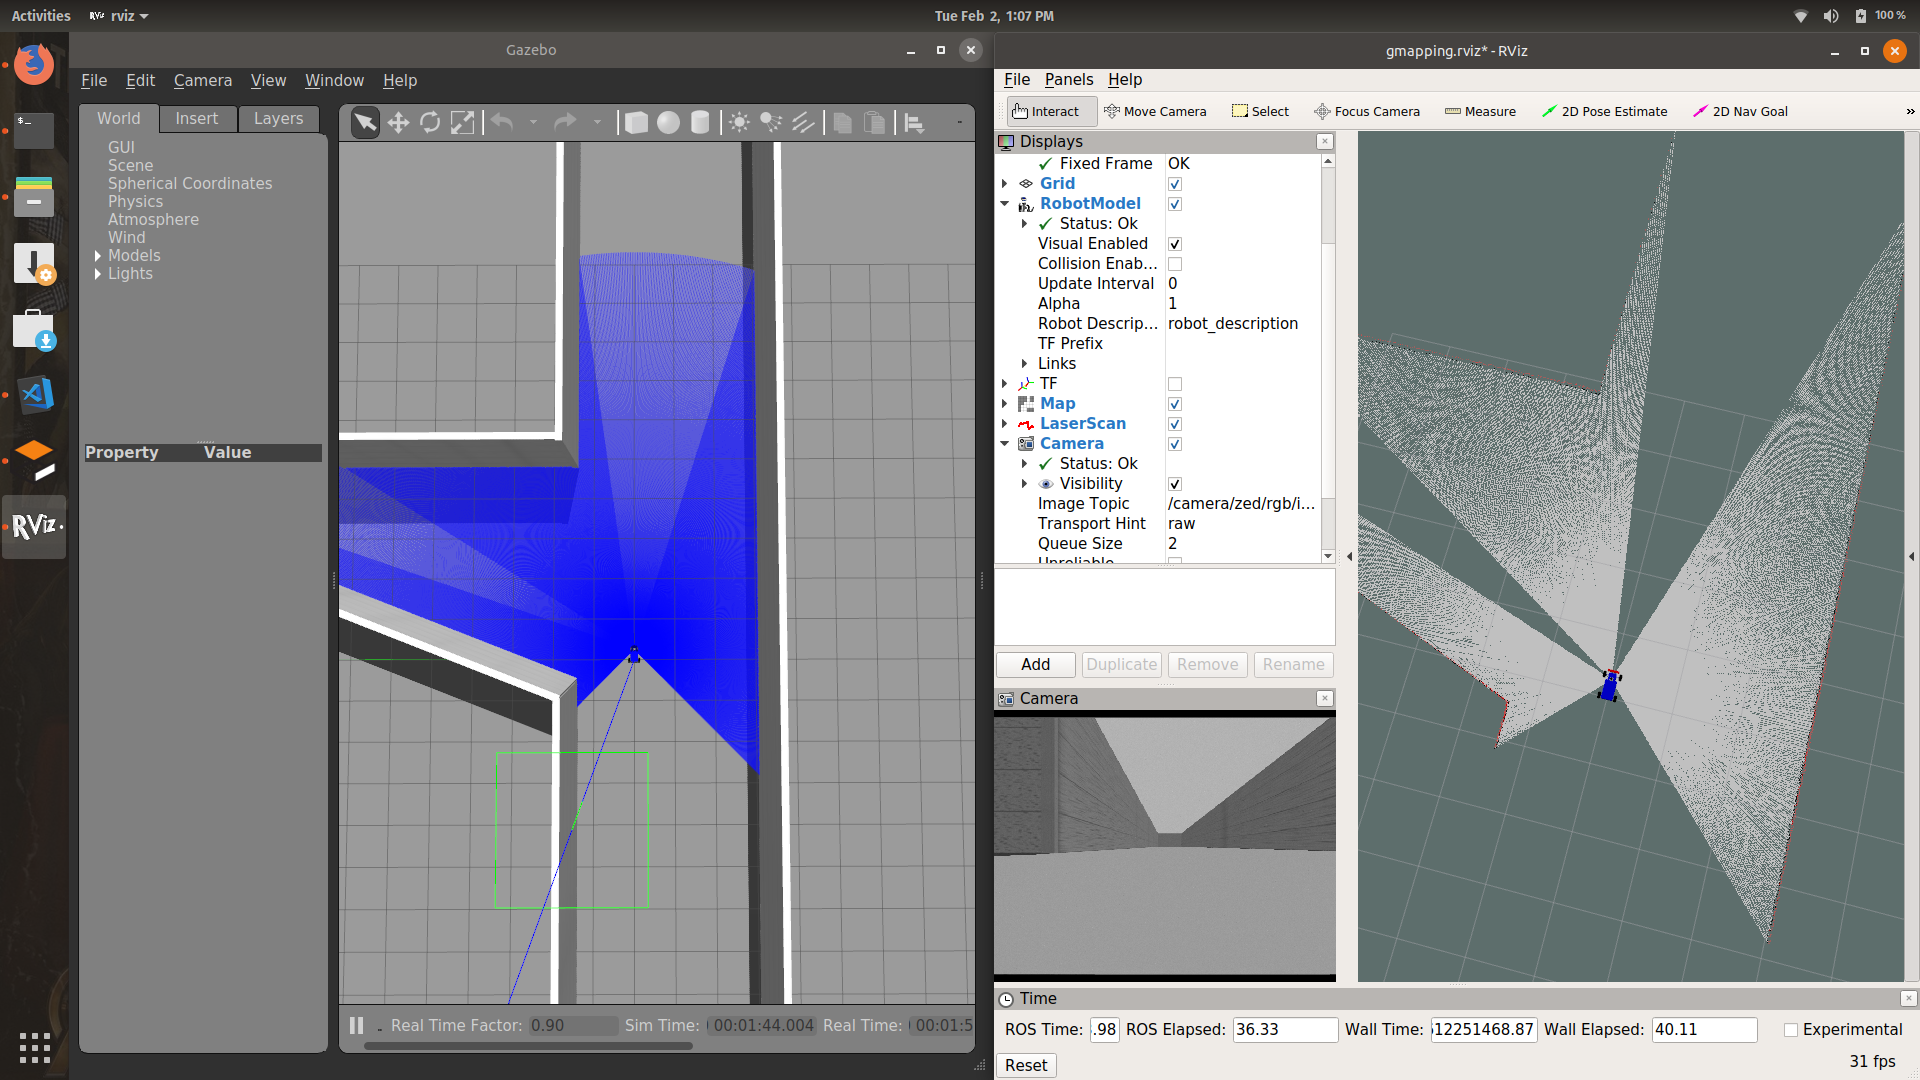 Activities
RViz rviz
Tue Feb 2, 1:07 PM
100 %
Gazebo
File Edit Camera View Window Help
World Insert Layers
GUI
Scene
Spherical Coordinates
Physics
Atmosphere
Wind
Models
Lights
Property Value
Real Time Factor: 0.90 Sim Time: 00:01:44.004 Real Time: 00:01:5
RViz
gmapping.rviz* - RViz
File Panels Help
Interact Move Camera Select Focus Camera Measure 2D Pose Estimate 2D Nav Goal »
Displays
Fixed Frame OK
Grid
RobotModel
Status: Ok
Visual Enabled
Collision Enab...
Update Interval 0
Alpha 1
Robot Descrip... robot_description
TF Prefix
Links
TF
Map
LaserScan
Camera
Status: Ok
Visibility
Image Topic /camera/zed/rgb/i...
Transport Hint raw
Queue Size 2
Unreliable
Add Duplicate Remove Rename
Camera
Time
ROS Time: .98 ROS Elapsed: 36.33 Wall Time: 12251468.87 Wall Elapsed: 40.11 Experimental
Reset
31 fps